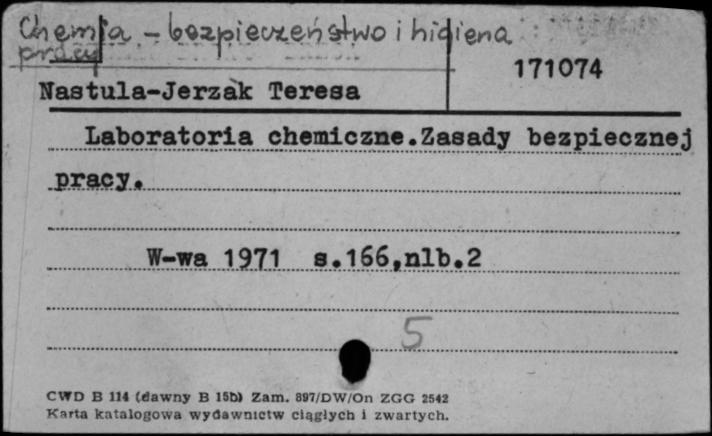 Chemia - bezpieczeństwo i higiena
pracy
171074
Nastula-Jerzak Teresa
Laboratoria chemiczne.Zasady bezpiecznej
pracy.
W-wa 1971 s.166,nlb.2
5
CWD B 114 (dawny B 15b) Zam. 897/DW/On ZGG 2542
Karta katalogowa wydawnictw ciągłych i zwartych.